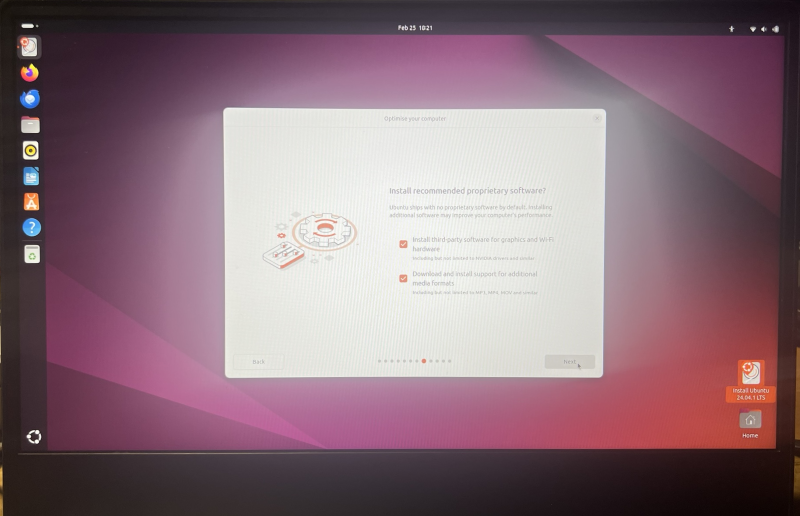 Feb 25 10:21
Optimise your computer
Install recommended proprietary software?
Ubuntu ships with no proprietary software by default. Installing
additional software may improve your computer's performance.
Install third-party software for graphics and Wi-Fi
hardware
Including but not limited to NVIDIA drivers and similar
Download and install support for additional
media formats
Including but not limited to MP3, MP4, MOV and similar
Back
Next
Install Ubuntu
24.04.1 LTS
Home